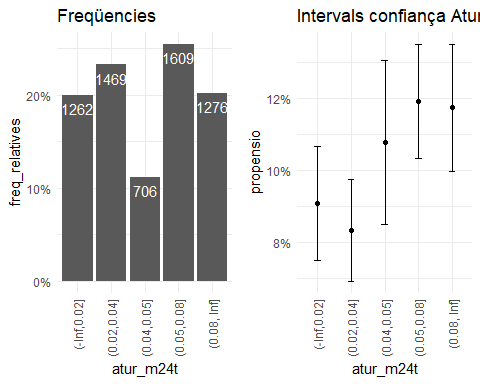 Freqüencies
freq_relatives
20%
10%
0%
1262
1469
706
1609
1276
(-Inf,0.02]
(0.02,0.04]
(0.04,0.05]
(0.05,0.08]
(0.08, Inf]
atur_m24t
Intervals confiança Atur
propensio
12%
10%
8%
(-Inf,0.02]
(0.02,0.04]
(0.04,0.05]
(0.05,0.08]
(0.08, Inf]
atur_m24t